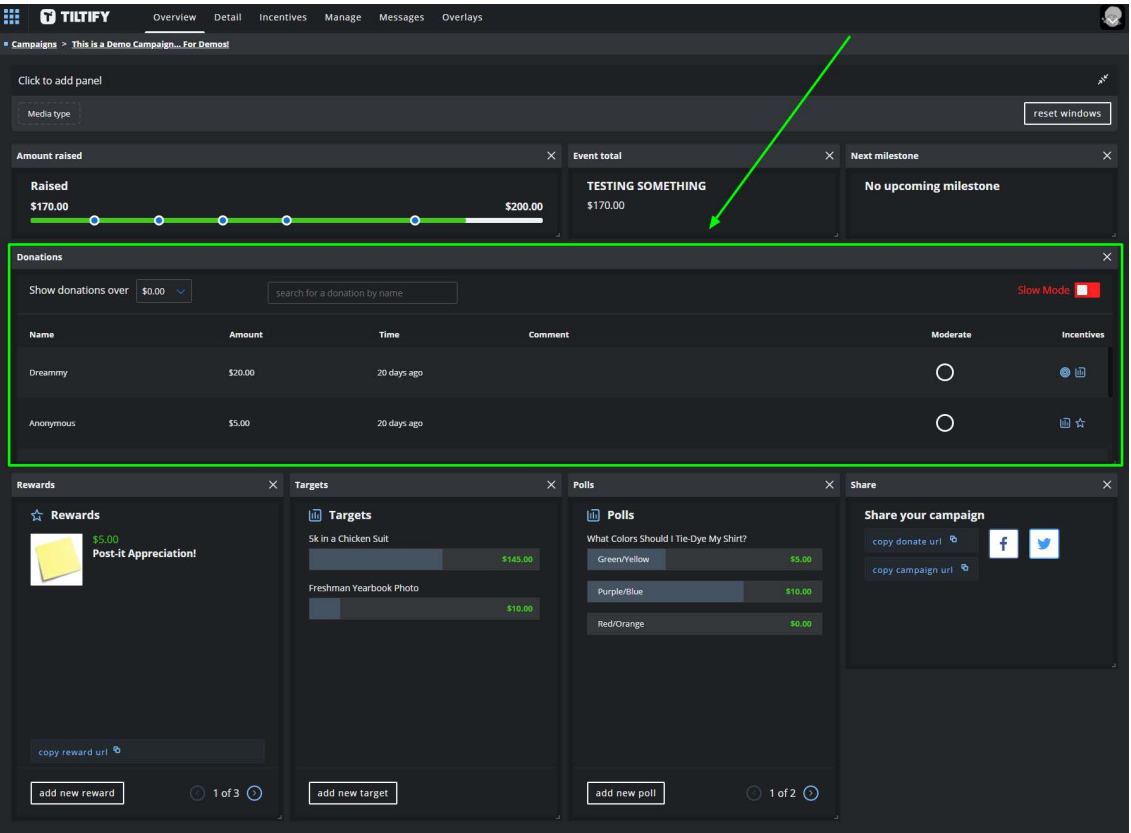 TILTIFY Overview Detail Incentives Manage Messages Overlays
Campaigns > This is a Demo Campaign... For Demos!
Click to add panel
Media type reset windows
Amount raised
Raised
$170.00 $200.00
Event total
TESTING SOMETHING
$170.00
Next milestone
No upcoming milestone
Donations
Show donations over $0.00 search for a donation by name Slow Mode
Name Amount Time Comment Moderate Incentives
Dreammy $20.00 20 days ago
Anonymous $5.00 20 days ago
Rewards
Rewards
$5.00
Post-it Appreciation!
copy reward url
add new reward 1 of 3
Targets
Targets
5k in a Chicken Suit
$145.00
Freshman Yearbook Photo
$10.00
add new target
Polls
Polls
What Colors Should I Tie-Dye My Shirt?
Green/Yellow $5.00
Purple/Blue $10.00
Red/Orange $0.00
add new poll 1 of 2
Share
Share your campaign
copy donate url
copy campaign url